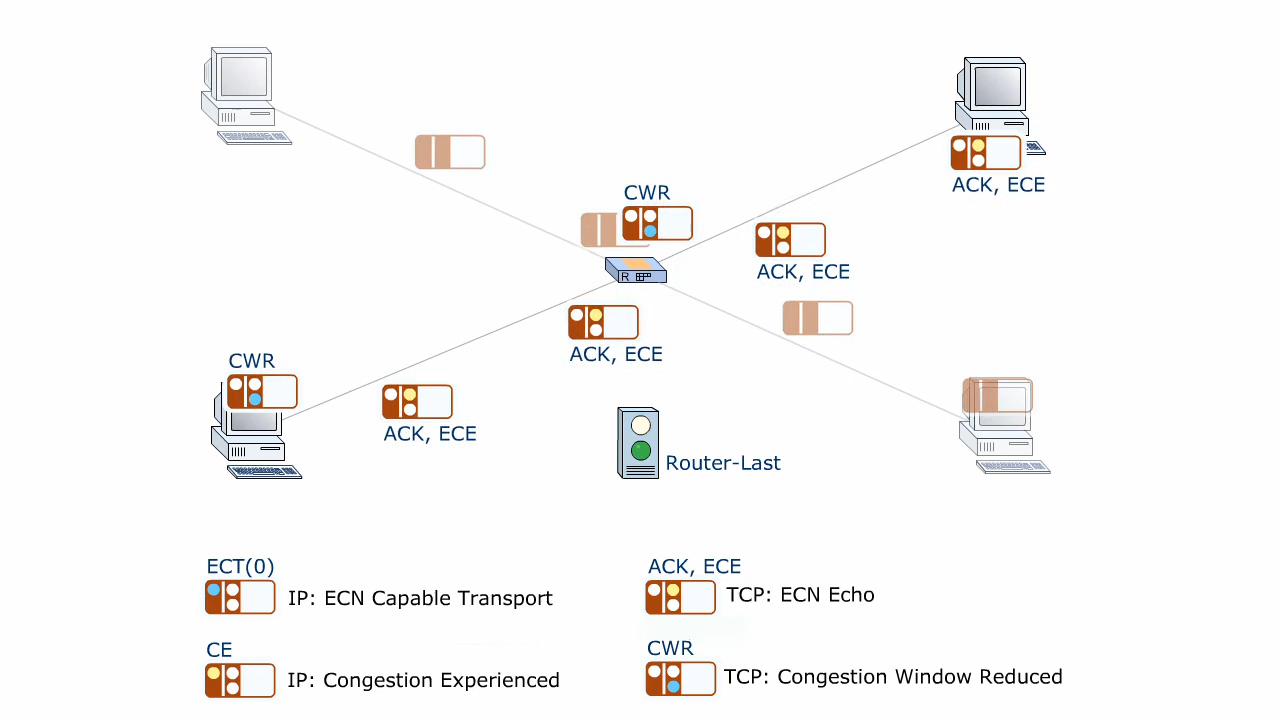 CWR
ACK, ECE
ACK, ECE
R
ACK, ECE
CWR
ACK, ECE
Router-Last
ECT(0)
IP: ECN Capable Transport
ACK, ECE
TCP: ECN Echo
CE
IP: Congestion Experienced
CWR
TCP: Congestion Window Reduced